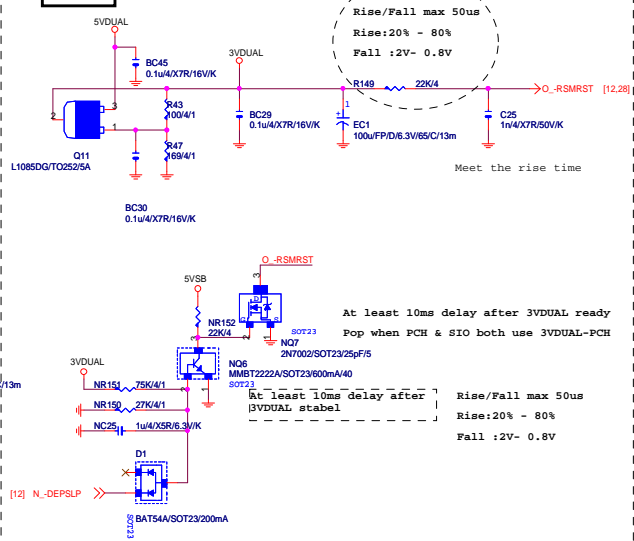 Rise/Fall max 50us
Rise:20% - 80%
Fall :2V- 0.8V
5VDUAL
BC45
0.1u/4/X7R/16V/K
3VDUAL
R149
22K/4
O_-RSMRST [12,28]
3
2
1
R43
100/4/1
BC29
0.1u/4/X7R/16V/K
1
+
EC1
100u/FP/D/6.3V/65/C/13m
C25
1n/4/X7R/50V/K
Q11
L1085DG/TO252/5A
R47
169/4/1
Meet the rise time
BC30
0.1u/4/X7R/16V/K
O_-RSMRST
5VSB
3
D
G
S
2
1
SOT23
NR152
22K/4
NQ7
2N7002/SOT23/25pF/5
At least 10ms delay after 3VDUAL ready
Pop when PCH & SIO both use 3VDUAL-PCH
3
NQ6
MMBT2222A/SOT23/600mA/40
SOT23
2
1
3VDUAL
/13m
NR151
75K/4/1
NR150
27K/4/1
NC25
1u/4/X5R/6.3V/K
At least 10ms delay after
3VDUAL stabel
Rise/Fall max 50us
Rise:20% - 80%
Fall :2V- 0.8V
D1
[12] N_-DEPSLP
BAT54A/SOT23/200mA
SOT23